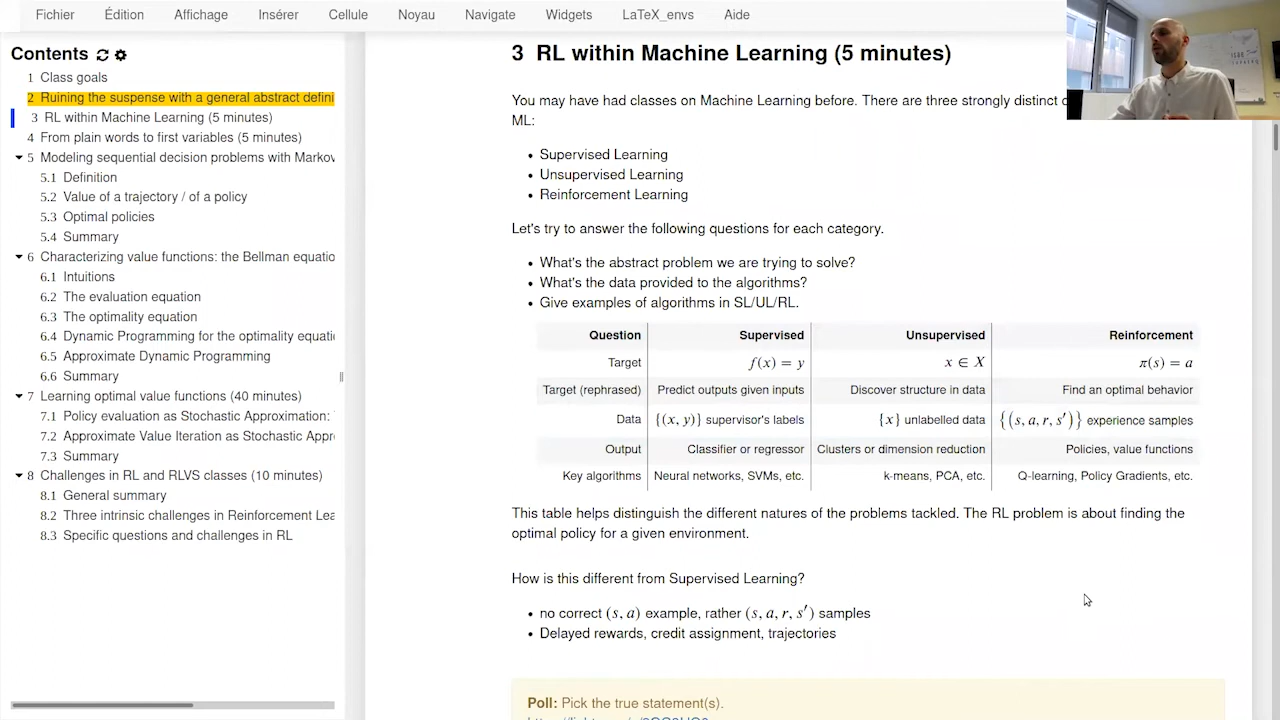 Fichier Édition Affichage Insérer Cellule Noyau Navigate Widgets LaTeX_envs Aide
Contents
1 Class goals
2 Ruining the suspense with a general abstract defini
3 RL within Machine Learning (5 minutes)
4 From plain words to first variables (5 minutes)
5 Modeling sequential decision problems with Markov
5.1 Definition
5.2 Value of a trajectory / of a policy
5.3 Optimal policies
5.4 Summary
6 Characterizing value functions: the Bellman equatio
6.1 Intuitions
6.2 The evaluation equation
6.3 The optimality equation
6.4 Dynamic Programming for the optimality equati
6.5 Approximate Dynamic Programming
6.6 Summary
7 Learning optimal value functions (40 minutes)
7.1 Policy evaluation as Stochastic Approximation:
7.2 Approximate Value Iteration as Stochastic Appr
7.3 Summary
8 Challenges in RL and RLVS classes (10 minutes)
8.1 General summary
8.2 Three intrinsic challenges in Reinforcement Lea
8.3 Specific questions and challenges in RL
3 RL within Machine Learning (5 minutes)
You may have had classes on Machine Learning before. There are three strongly distinct
ML:
• Supervised Learning
• Unsupervised Learning
• Reinforcement Learning
Let's try to answer the following questions for each category.
• What's the abstract problem we are trying to solve?
• What's the data provided to the algorithms?
• Give examples of algorithms in SL/UL/RL.
Question Supervised Unsupervised Reinforcement
Target f(x) = y x ∈ X π(s) = a
Target (rephrased) Predict outputs given inputs Discover structure in data Find an optimal behavior
Data {(x, y)} supervisor's labels {x} unlabelled data {(s, a, r, s′)} experience samples
Output Classifier or regressor Clusters or dimension reduction Policies, value functions
Key algorithms Neural networks, SVMs, etc. k-means, PCA, etc. Q-learning, Policy Gradients, etc.
This table helps distinguish the different natures of the problems tackled. The RL problem is about finding the
optimal policy for a given environment.
How is this different from Supervised Learning?
• no correct (s, a) example, rather (s, a, r, s′) samples
• Delayed rewards, credit assignment, trajectories
Poll: Pick the true statement(s).